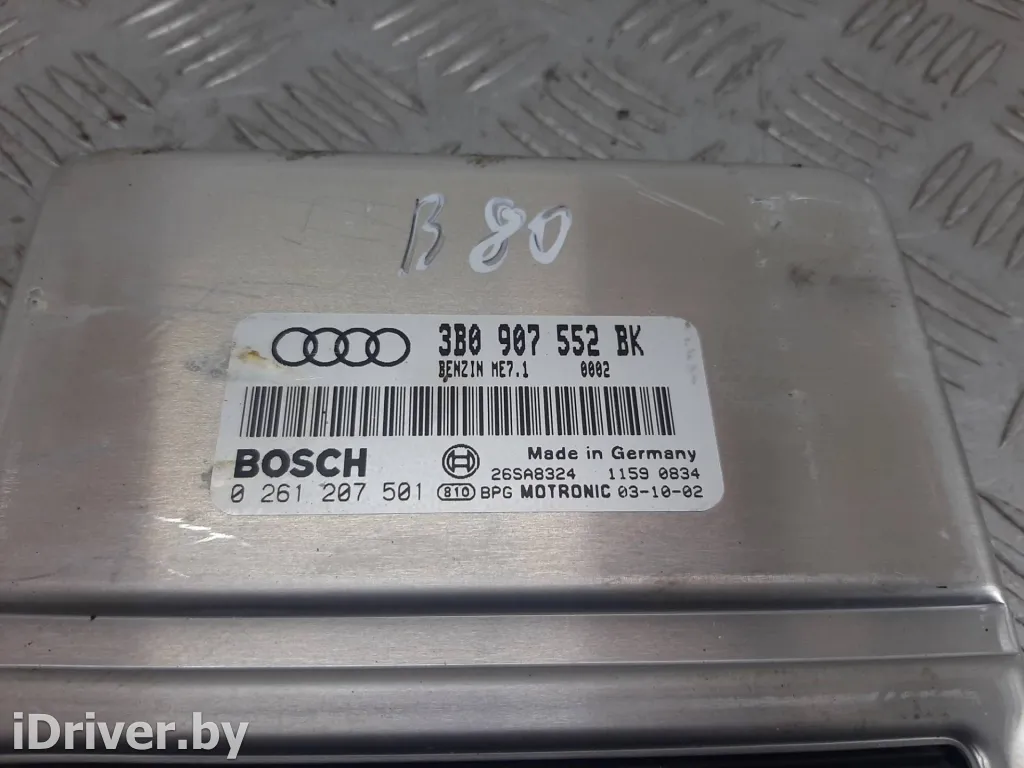 B 80
3B0 907 552 BK
BENZIN ME7.1 0002
BOSCH
Made in Germany
26SA8324 1159 0834
0 261 207 501 810 BPG MOTRONIC 03-10-02
iDriver.by